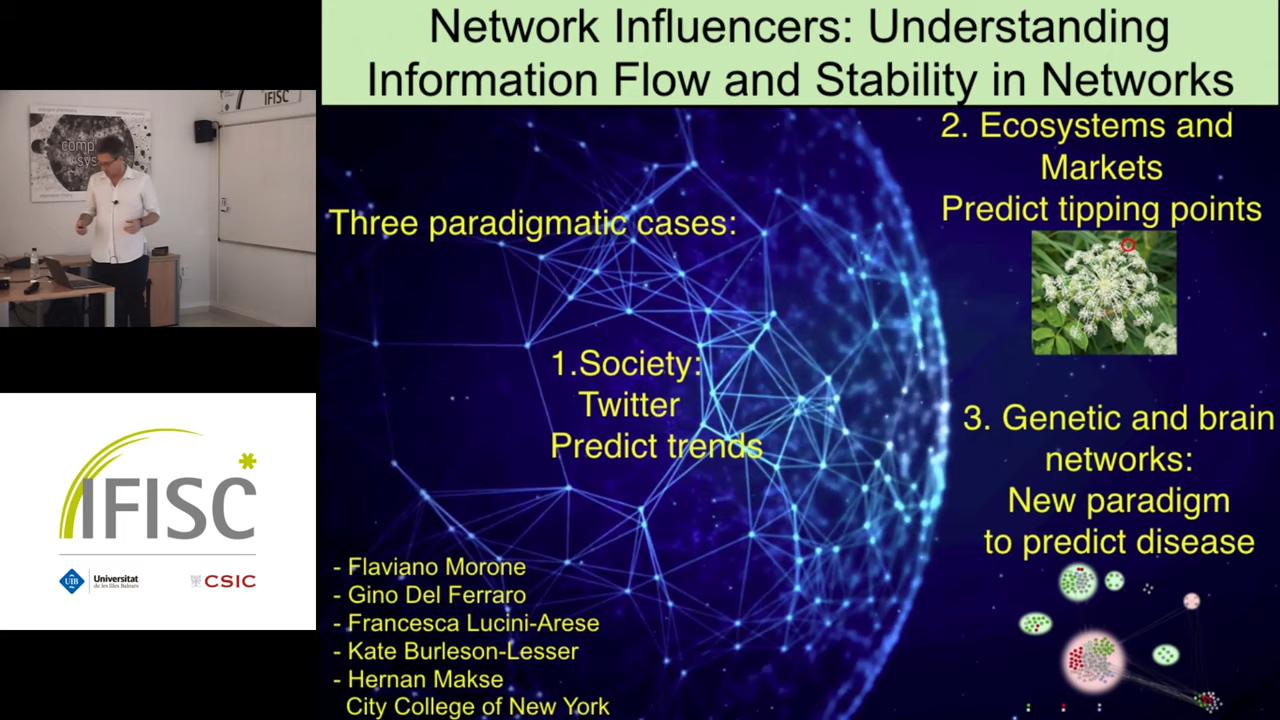 Network Influencers: Understanding
Information Flow and Stability in Networks
IFISC
comp
sys
Three paradigmatic cases:
1.Society:
Twitter
Predict trends
2. Ecosystems and
Markets
Predict tipping points
3. Genetic and brain
networks:
New paradigm
to predict disease
- Flaviano Morone
- Gino Del Ferraro
- Francesca Lucini-Arese
- Kate Burleson-Lesser
- Hernan Makse
City College of New York
IFISC
UIB
Universitat
de les Illes Balears
CSIC